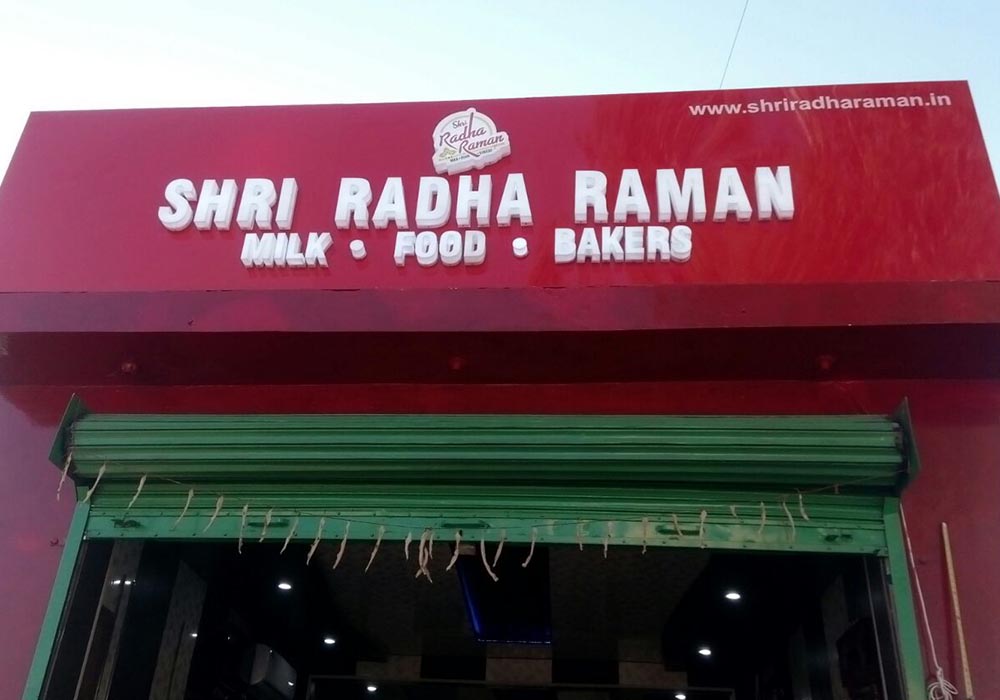 www.shriradharaman.in
Shri
Radha
Raman
SHRI RADHA RAMAN
MILK • FOOD • BAKERS